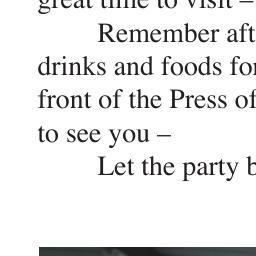 great time to visit –
Remember aft
drinks and foods for
front of the Press of
to see you –
Let the party b